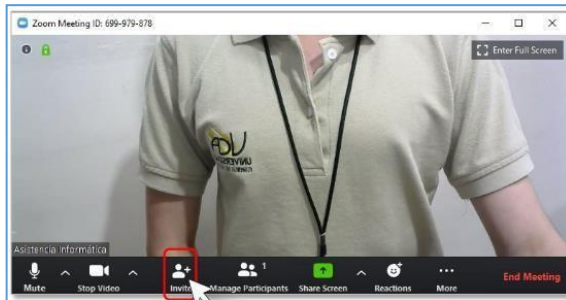 Zoom Meeting ID: 699-979-878
Enter Full Screen
UDA
Asistencia Informática
Mute Stop Video Invite Manage Participants 1 Share Screen Reactions More End Meeting